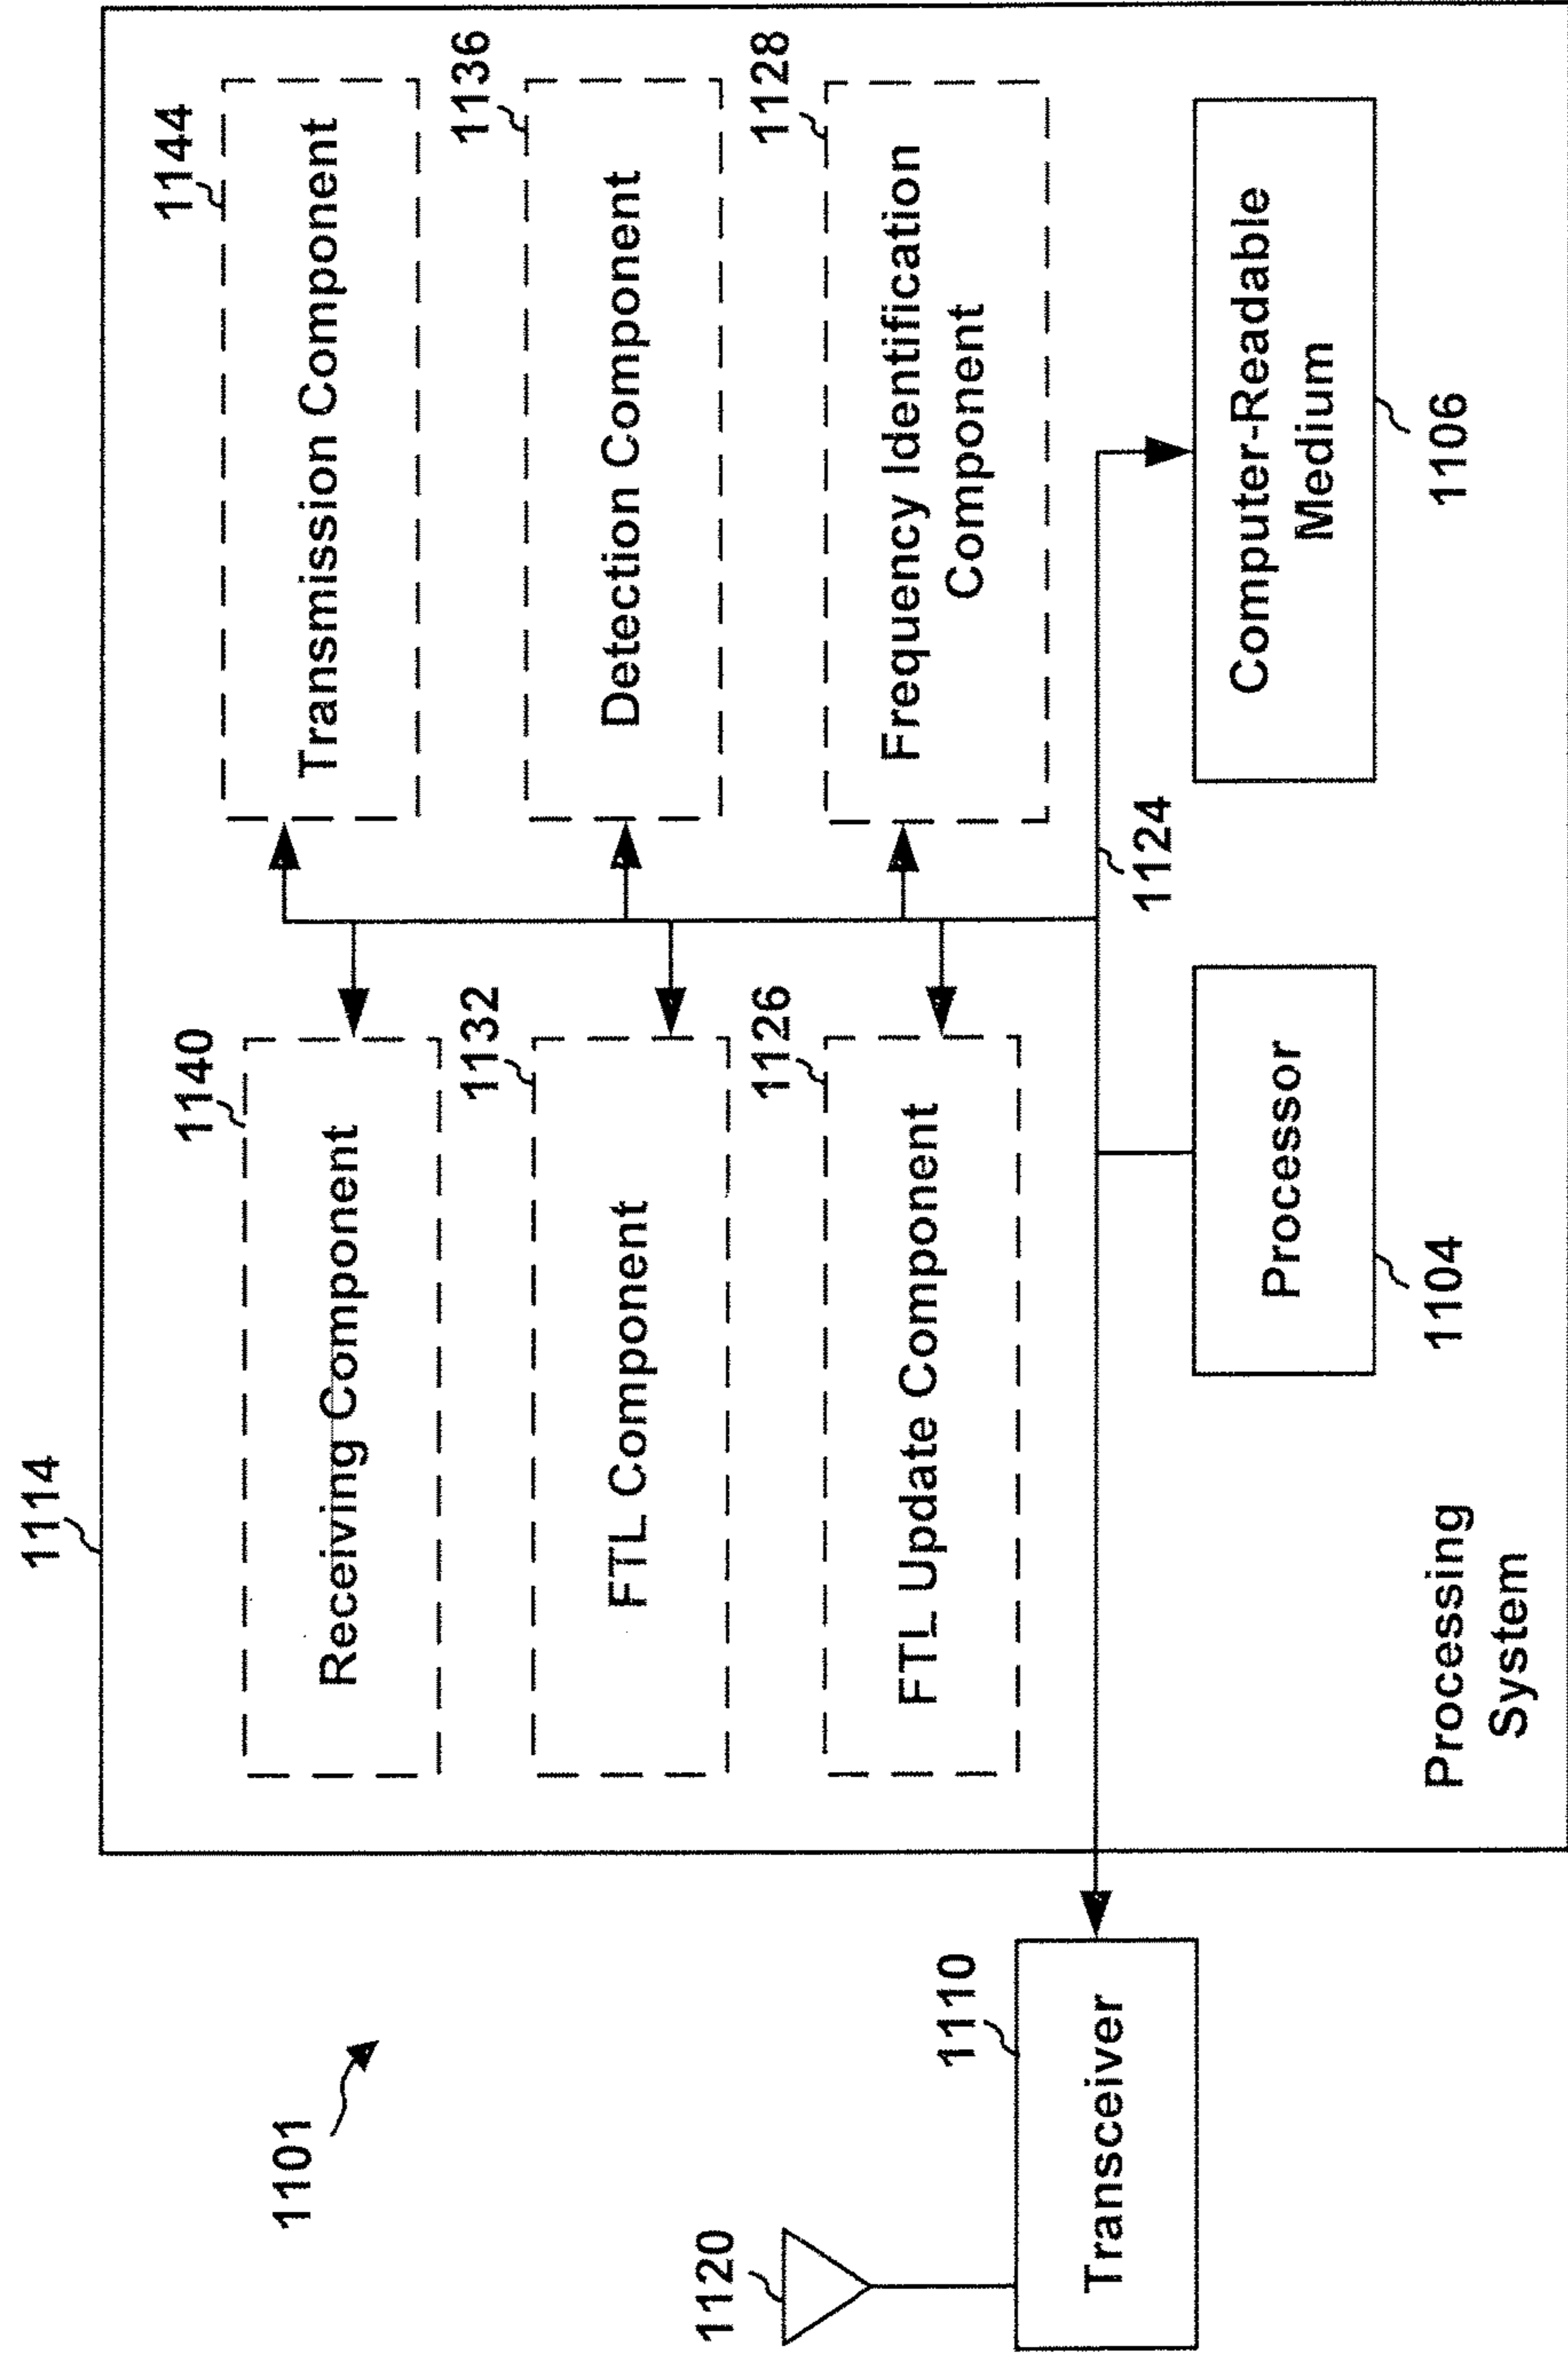 1101
1114
1120
1110
Transceiver
1140
Receiving Component
1144
Transmission Component
1132
FTL Component
1136
Detection Component
1126
FTL Update Component
1128
Frequency Identification
Component
1124
Processor
1104
Computer-Readable
Medium
1106
Processing
System